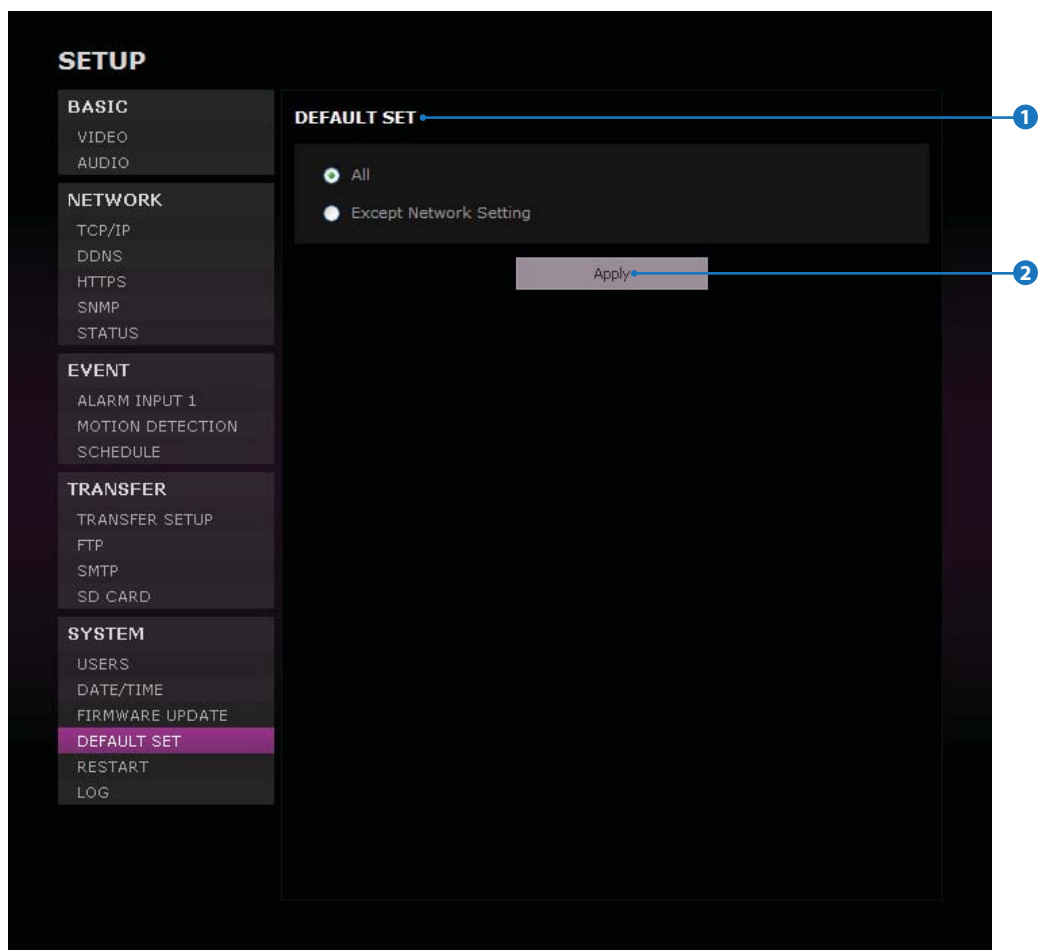 SETUP
BASIC
VIDEO
AUDIO
NETWORK
TCP/IP
DDNS
HTTPS
SNMP
STATUS
EVENT
ALARM INPUT 1
MOTION DETECTION
SCHEDULE
TRANSFER
TRANSFER SETUP
FTP
SMTP
SD CARD
SYSTEM
USERS
DATE/TIME
FIRMWARE UPDATE
DEFAULT SET
RESTART
LOG
DEFAULT SET
1
All
Except Network Setting
Apply
2